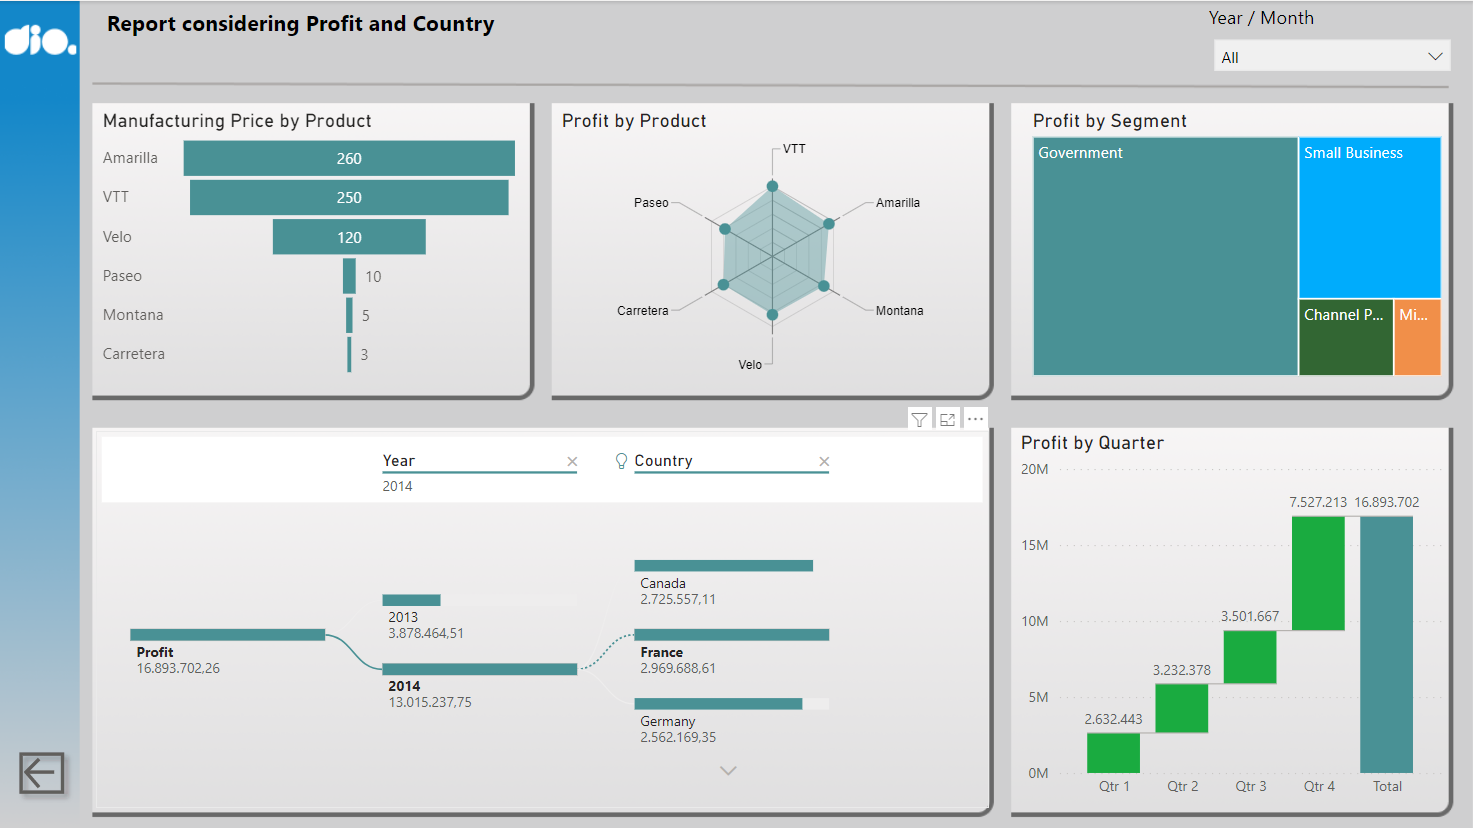 dio.
Report considering Profit and Country
Year / Month
All
Manufacturing Price by Product
Amarilla 260
VTT 250
Velo 120
Paseo 10
Montana 5
Carretera 3
Profit by Product
VTT
Paseo
Amarilla
Carretera
Montana
Velo
Profit by Segment
Government
Small Business
Channel P...
Mi...
Year
2014
Country
Profit
16.893.702,26
2013
3.878.464,51
2014
13.015.237,75
Canada
2.725.557,11
France
2.969.688,61
Germany
2.562.169,35
Profit by Quarter
20M
15M
10M
5M
0M
2.632.443
3.232.378
3.501.667
7.527.213
16.893.702
Qtr 1
Qtr 2
Qtr 3
Qtr 4
Total